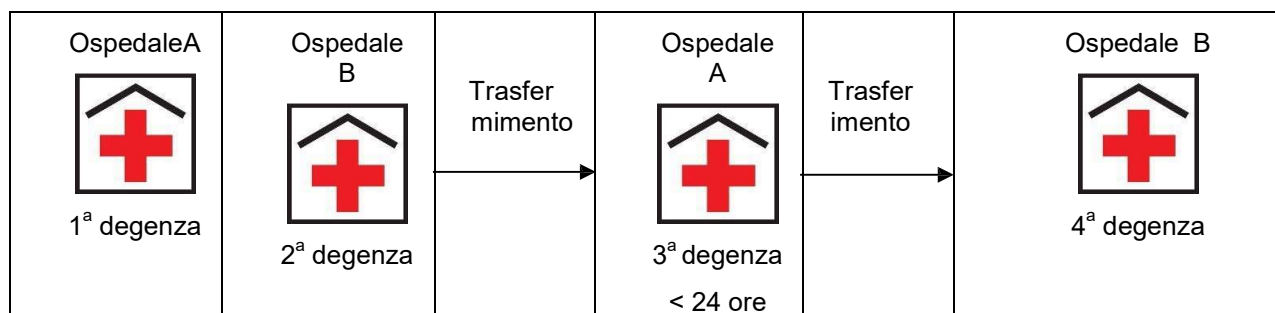 OspedaleA
1ª degenza
Ospedale
B
2ª degenza
Trasfer
mimento
Ospedale
A
3ª degenza
< 24 ore
Trasfer
imento
Ospedale B
4ª degenza